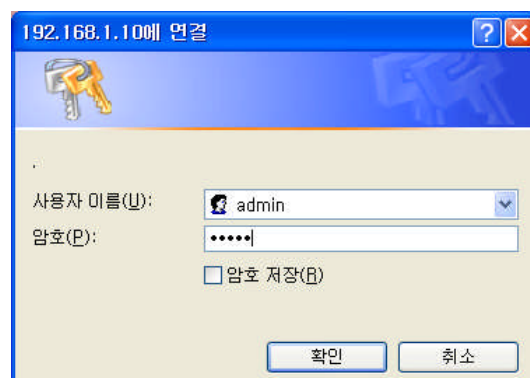 192.168.1.10에 연결
.
사용자 이름(U):
admin
암호(P):
•••••
암호 저장(R)
확인
취소